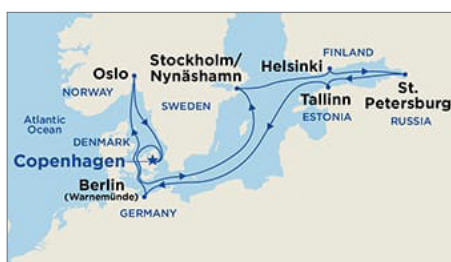 Stockholm/
Nynäshamn
FINLAND
Helsinki
Oslo
NORWAY
St.
Petersburg
RUSSIA
SWEDEN
Tallinn
ESTONIA
Atlantic
Ocean
DENMARK
Copenhagen
Berlin
(Warnemünde)
GERMANY